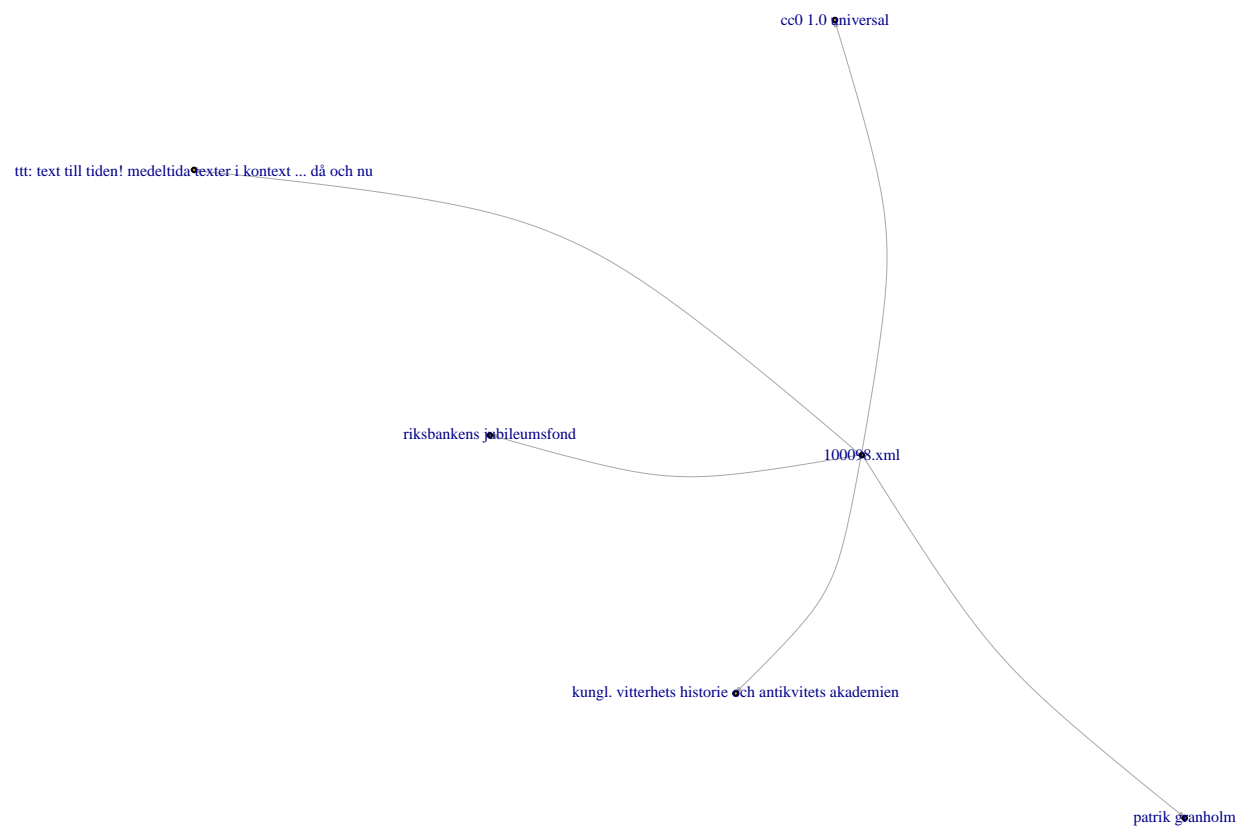 cc0 1.0 universal
ttt: text till tiden! medeltida texter i kontext ... då och nu
riksbankens jubileumsfond
100098.xml
kungl. vitterhets historie och antikvitets akademien
patrik granholm